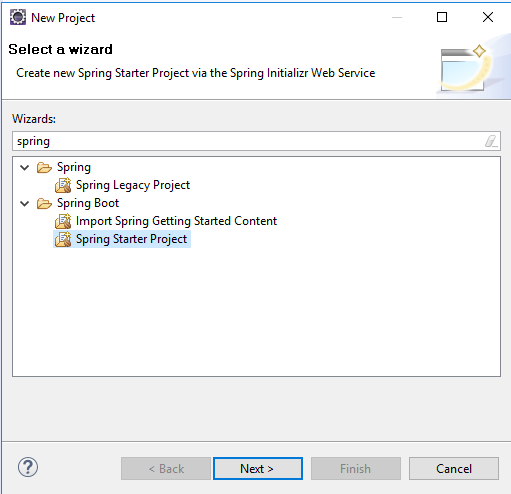 New Project
Select a wizard
Create new Spring Starter Project via the Spring Initializr Web Service
Wizards:
spring
Spring
Spring Legacy Project
Spring Boot
Import Spring Getting Started Content
Spring Starter Project
< Back Next > Finish Cancel